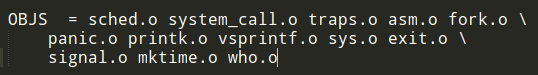 OBJS  = sched.o system_call.o traps.o asm.o fork.o \
    panic.o printk.o vsprintf.o sys.o exit.o \
    signal.o mktime.o who.o